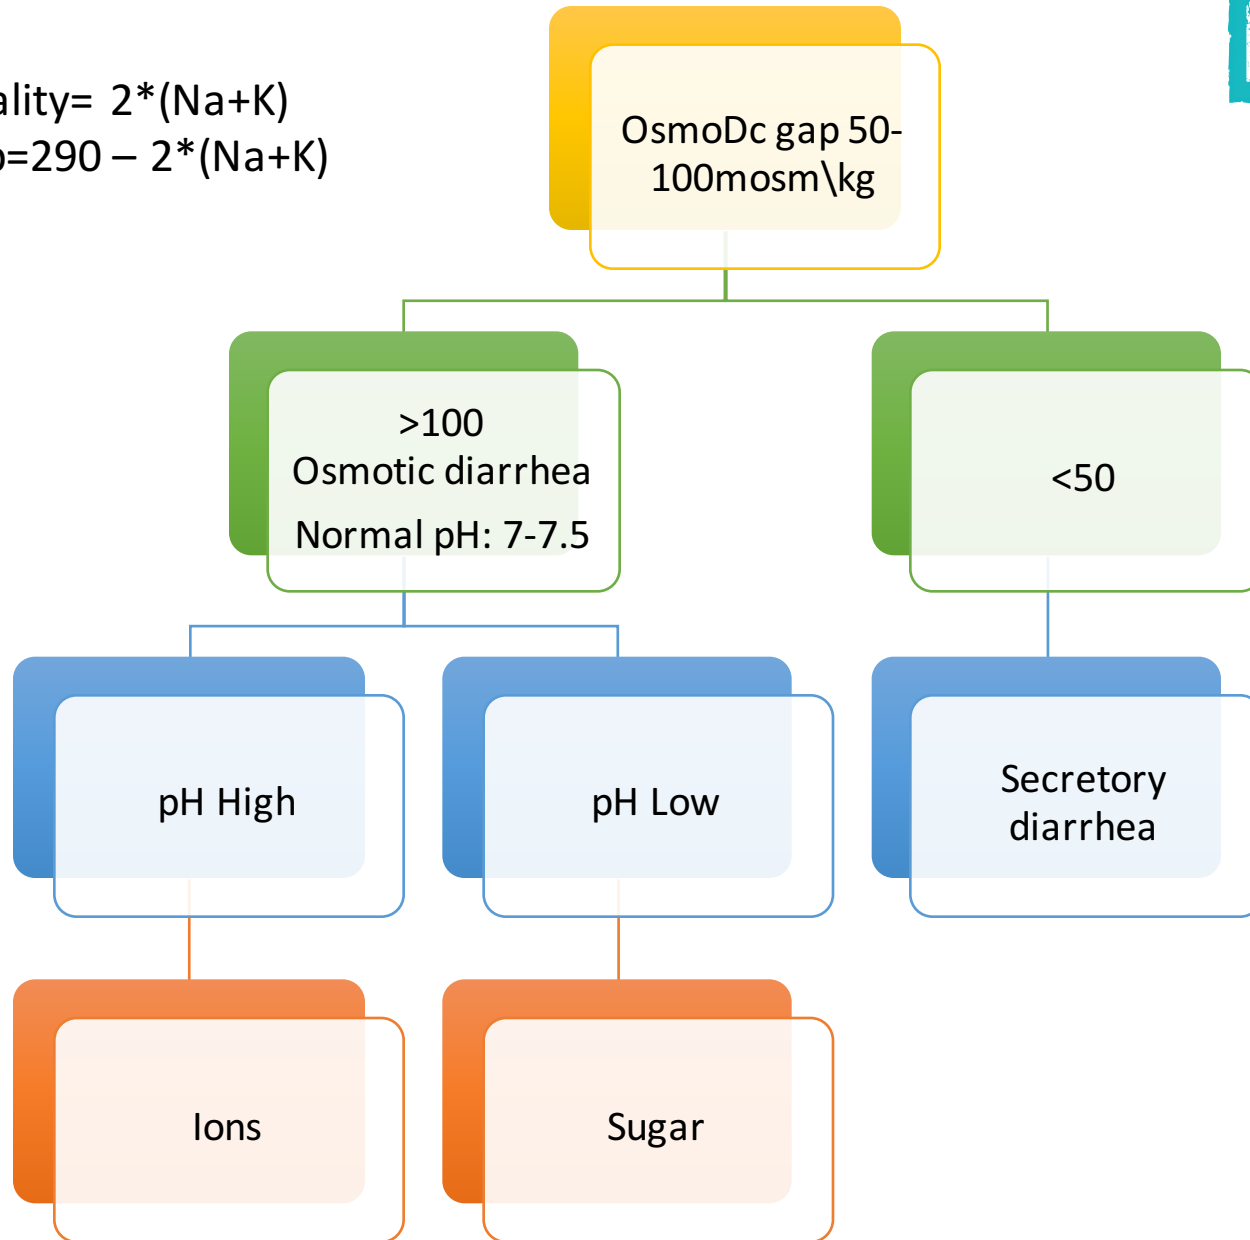 ality= 2*(Na+K)
p=290 – 2*(Na+K)
OsmoDc gap 50-
100mosm\kg
>100
Osmotic diarrhea
Normal pH: 7-7.5
<50
pH High
pH Low
Secretory
diarrhea
Ions
Sugar